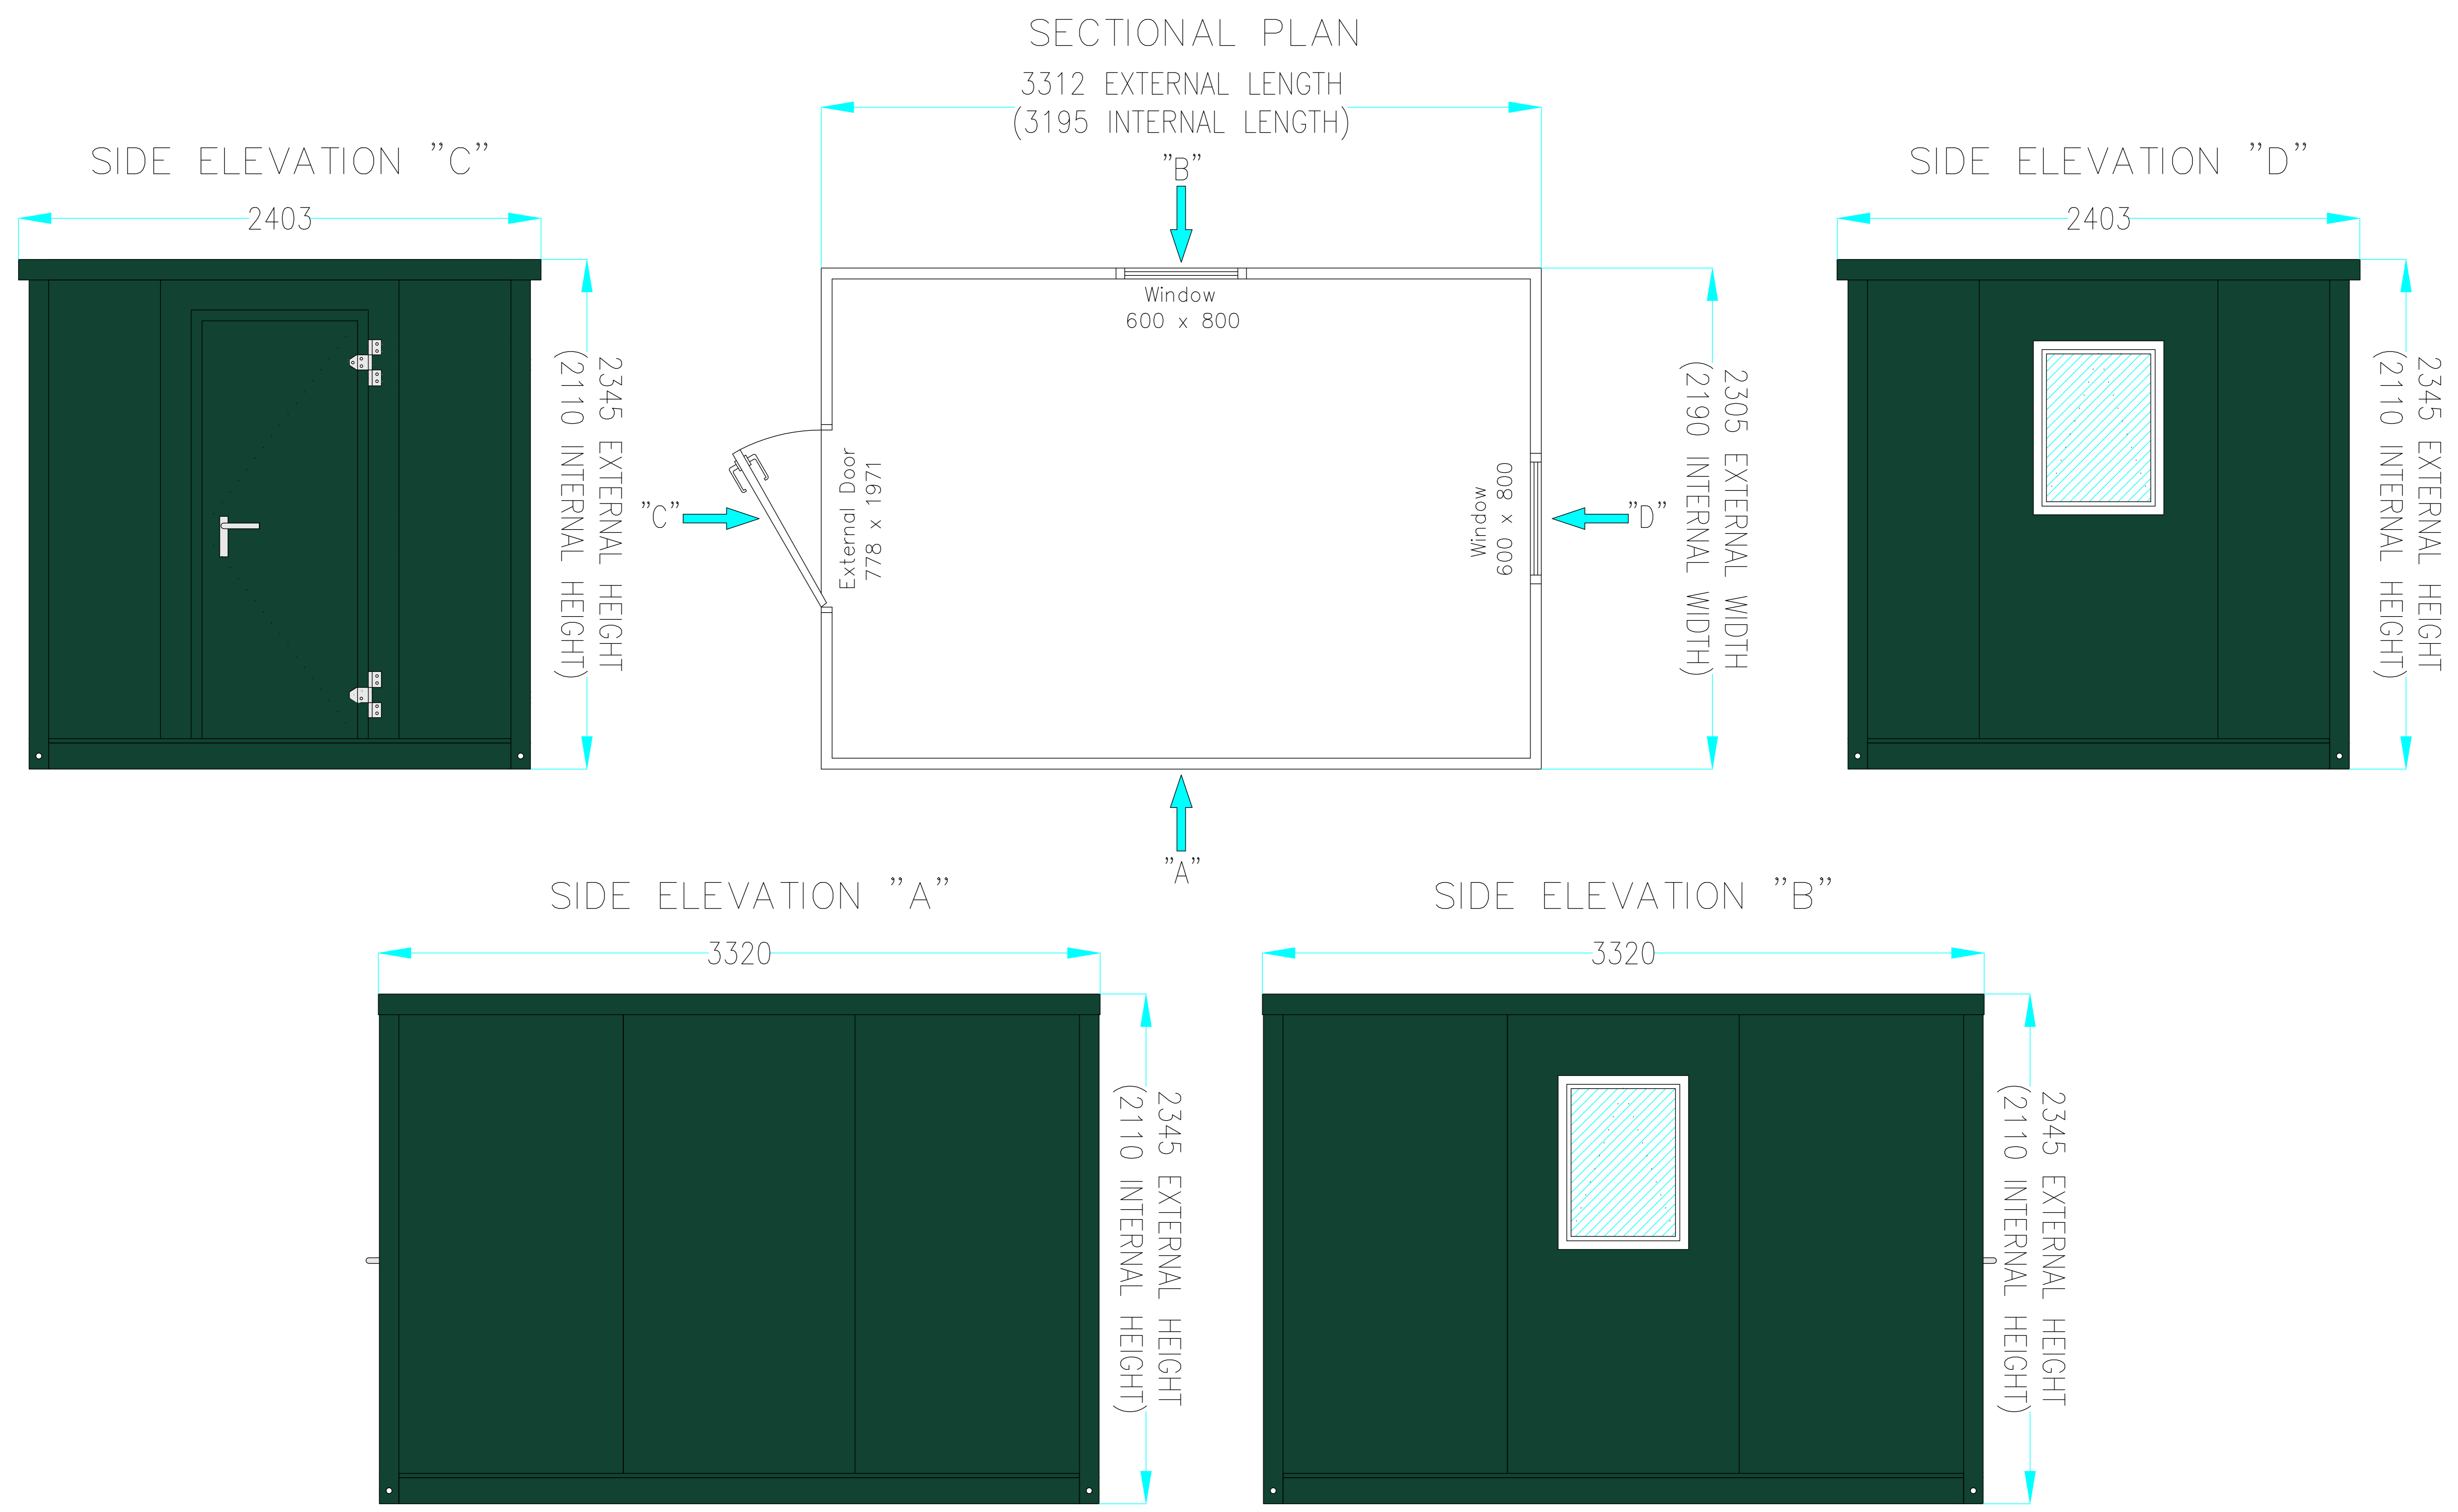 SECTIONAL PLAN
3312 EXTERNAL LENGTH
(3195 INTERNAL LENGTH)
"B"
Window
600 x 800
External Door
778 x 1971
"C"
Window
600 x 800
"D"
2305 EXTERNAL WIDTH
(2190 INTERNAL WIDTH)
"A"
SIDE ELEVATION "C"
2403
2345 EXTERNAL HEIGHT
(2110 INTERNAL HEIGHT)
SIDE ELEVATION "D"
2403
2345 EXTERNAL HEIGHT
(2110 INTERNAL HEIGHT)
SIDE ELEVATION "A"
3320
2345 EXTERNAL HEIGHT
(2110 INTERNAL HEIGHT)
SIDE ELEVATION "B"
3320
2345 EXTERNAL HEIGHT
(2110 INTERNAL HEIGHT)